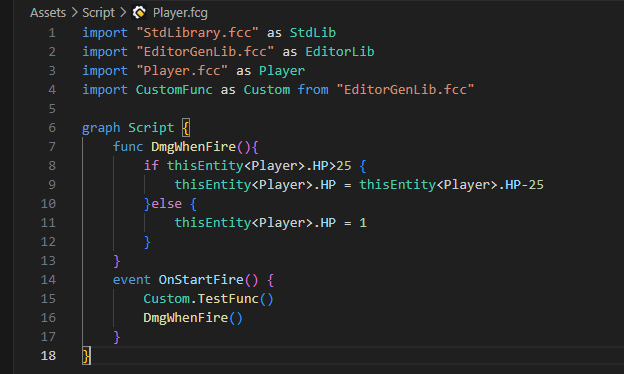 Assets > Script > Player.fcg
1 import "StdLibrary.fcc" as StdLib
2 import "EditorGenLib.fcc" as EditorLib
3 import "Player.fcc" as Player
4 import CustomFunc as Custom from "EditorGenLib.fcc"
5
6 graph Script {
7     func DmgWhenFire(){
8         if thisEntity<Player>.HP>25 {
9             thisEntity<Player>.HP = thisEntity<Player>.HP-25
10         }else {
11             thisEntity<Player>.HP = 1
12         }
13     }
14     event OnStartFire() {
15         Custom.TestFunc()
16         DmgWhenFire()
17     }
18 }